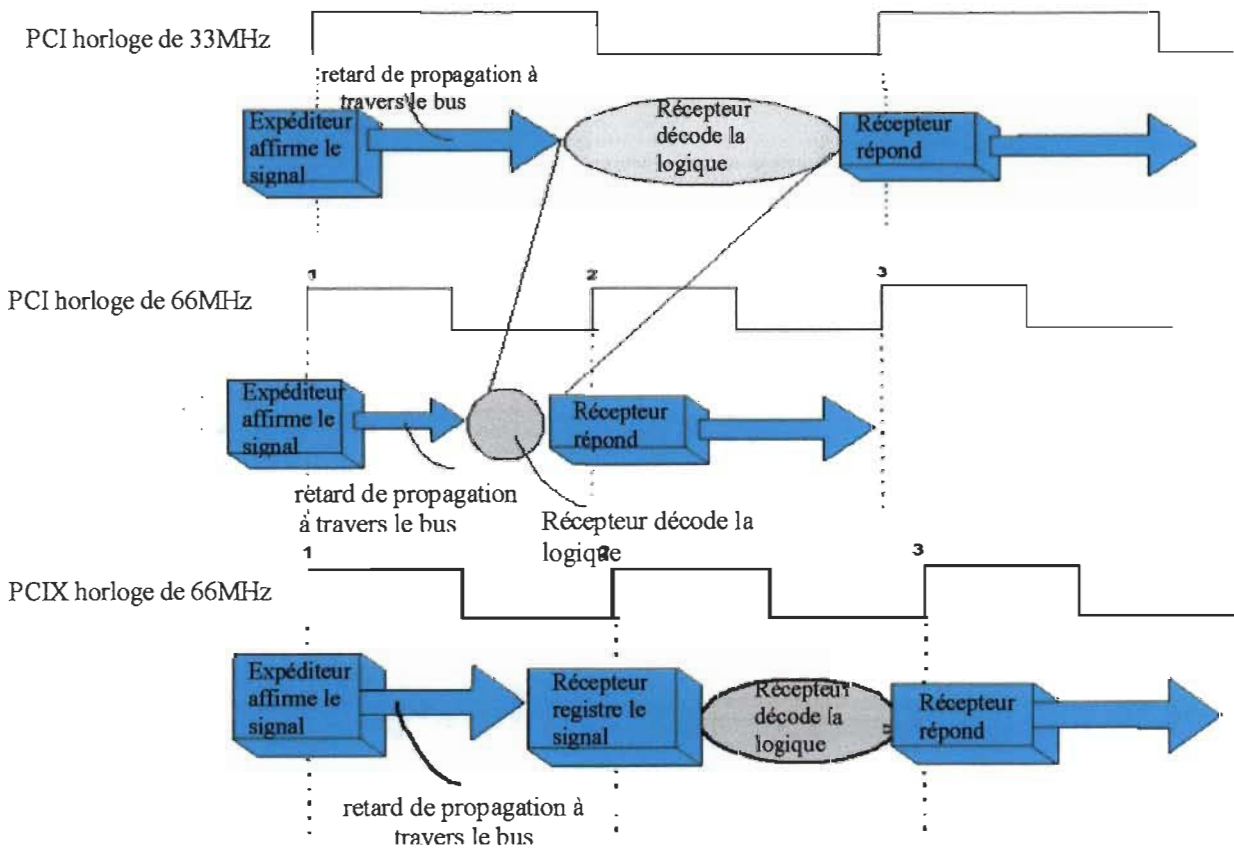 PCI horloge de 33MHz
retard de propagation à
travers le bus
Expéditeur
affirme le
signal
Récepteur
décode la
logique
Récepteur
répond
1
2
3
PCI horloge de 66MHz
Expéditeur
affirme le
signal
Récepteur
répond
retard de propagation
à travers le bus
Récepteur décode la
logique
1
2
3
PCIX horloge de 66MHz
Expéditeur
affirme le
signal
Récepteur
registre le
signal
Récepteur
décode la
logique
Récepteur
répond
retard de propagation à
travers le bus